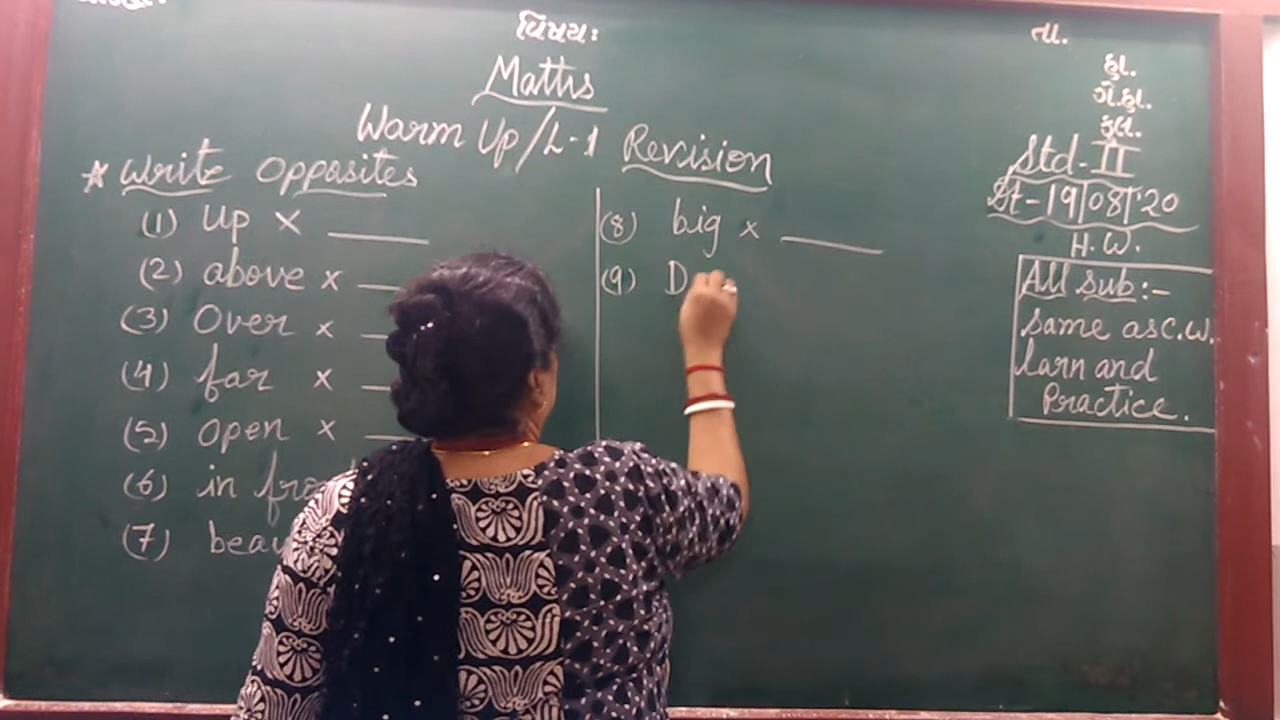 વિષય:
તા.
હા.
ગે.હા.
કુલ.
Maths
Warm Up/L-1 Revision
Std-II
Dt-19/08/'20
* Write Opposites
(1) Up ×
(2) above ×
(3) Over ×
(4) far ×
(5) Open ×
(6) in
(7)
(8) big ×
(9) D
H.W.
All sub:-
same as C.W.
larn and
Practice.